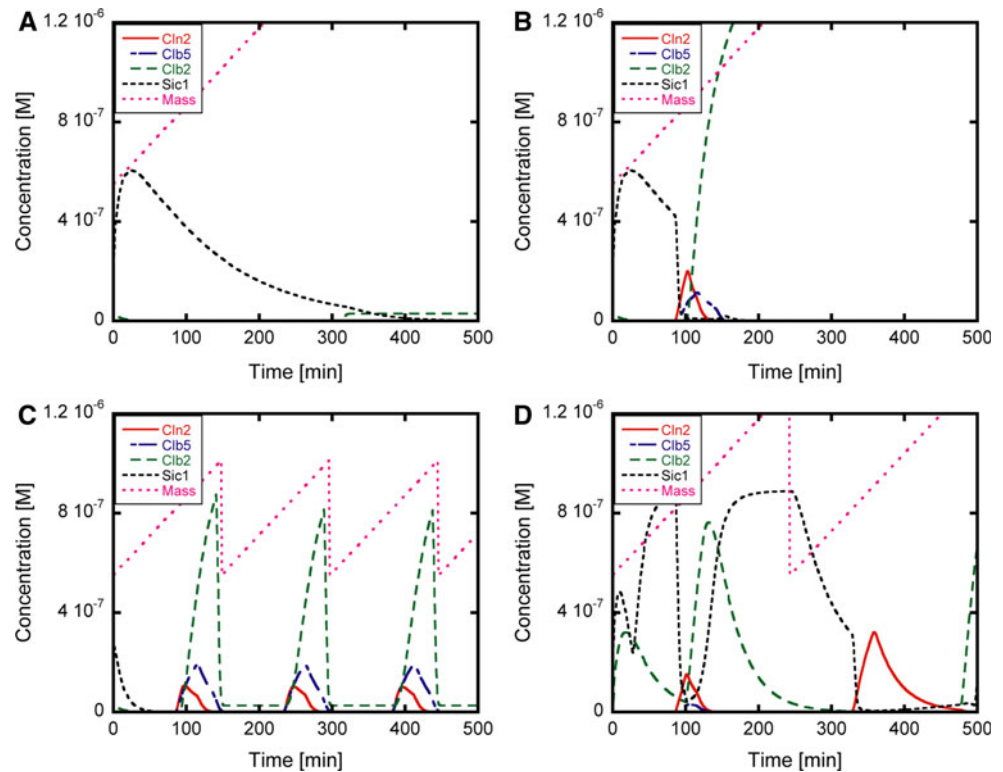 A
1.2 10⁻⁶
8 10⁻⁷
4 10⁻⁷
0
Concentration [M]
Cln2
Clb5
Clb2
Sic1
Mass
0 100 200 300 400 500
Time [min]
B
1.2 10⁻⁶
8 10⁻⁷
4 10⁻⁷
0
Concentration [M]
Cln2
Clb5
Clb2
Sic1
Mass
0 100 200 300 400 500
Time [min]
C
1.2 10⁻⁶
8 10⁻⁷
4 10⁻⁷
0
Concentration [M]
Cln2
Clb5
Clb2
Sic1
Mass
0 100 200 300 400 500
Time [min]
D
1.2 10⁻⁶
8 10⁻⁷
4 10⁻⁷
0
Concentration [M]
Cln2
Clb5
Clb2
Sic1
Mass
0 100 200 300 400 500
Time [min]